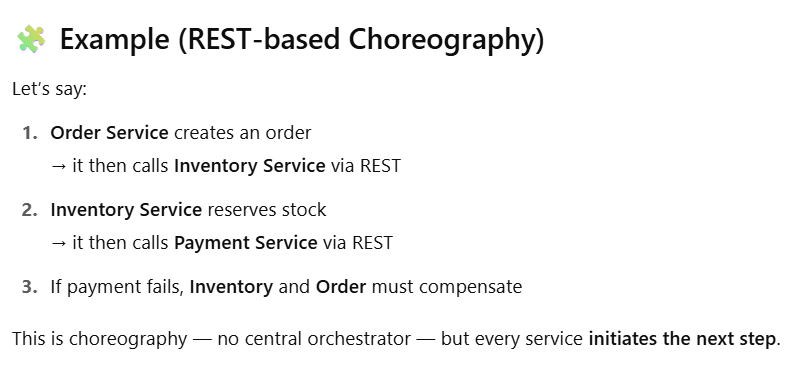 🧩 Example (REST-based Choreography)
Let's say:
1. Order Service creates an order
→ it then calls Inventory Service via REST
2. Inventory Service reserves stock
→ it then calls Payment Service via REST
3. If payment fails, Inventory and Order must compensate
This is choreography — no central orchestrator — but every service initiates the next step.